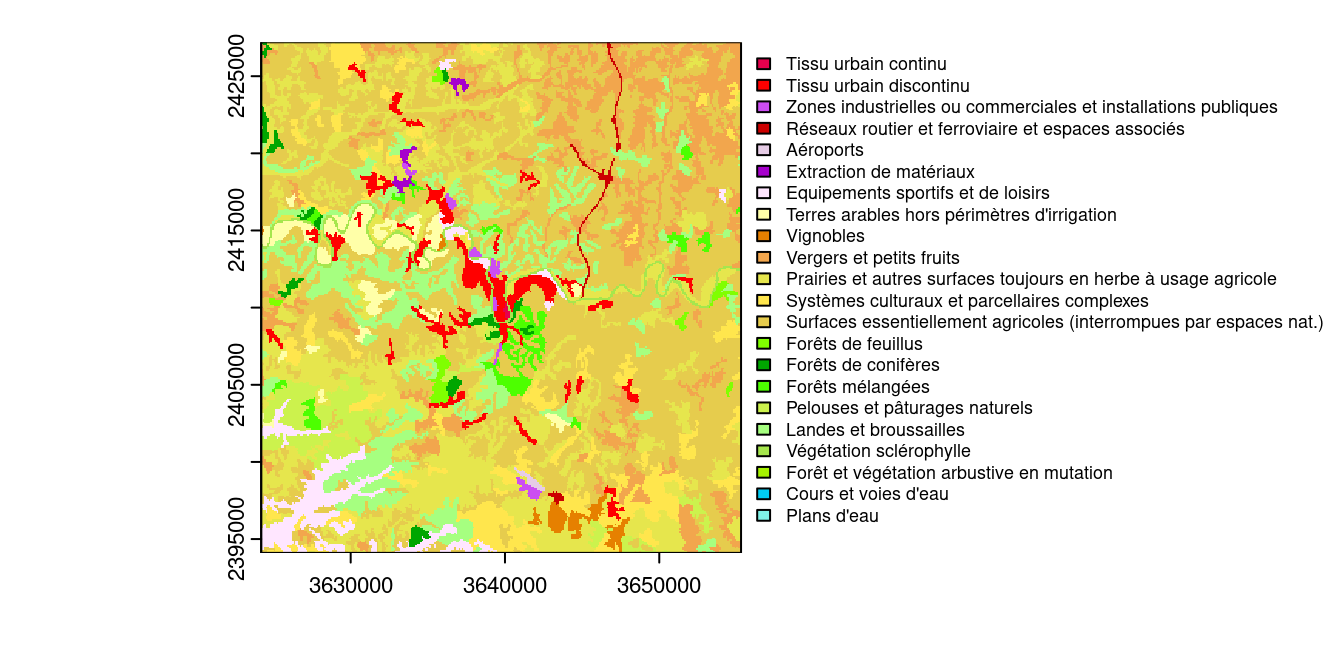 2425000
2415000
2405000
2395000
3630000 3640000 3650000
Tissu urbain continu
Tissu urbain discontinu
Zones industrielles ou commerciales et installations publiques
Réseaux routier et ferroviaire et espaces associés
Aéroports
Extraction de matériaux
Equipements sportifs et de loisirs
Terres arables hors périmètres d'irrigation
Vignobles
Vergers et petits fruits
Prairies et autres surfaces toujours en herbe à usage agricole
Systèmes culturaux et parcellaires complexes
Surfaces essentiellement agricoles (interrompues par espaces nat.)
Forêts de feuillus
Forêts de conifères
Forêts mélangées
Pelouses et pâturages naturels
Landes et broussailles
Végétation sclérophylle
Forêt et végétation arbustive en mutation
Cours et voies d'eau
Plans d'eau